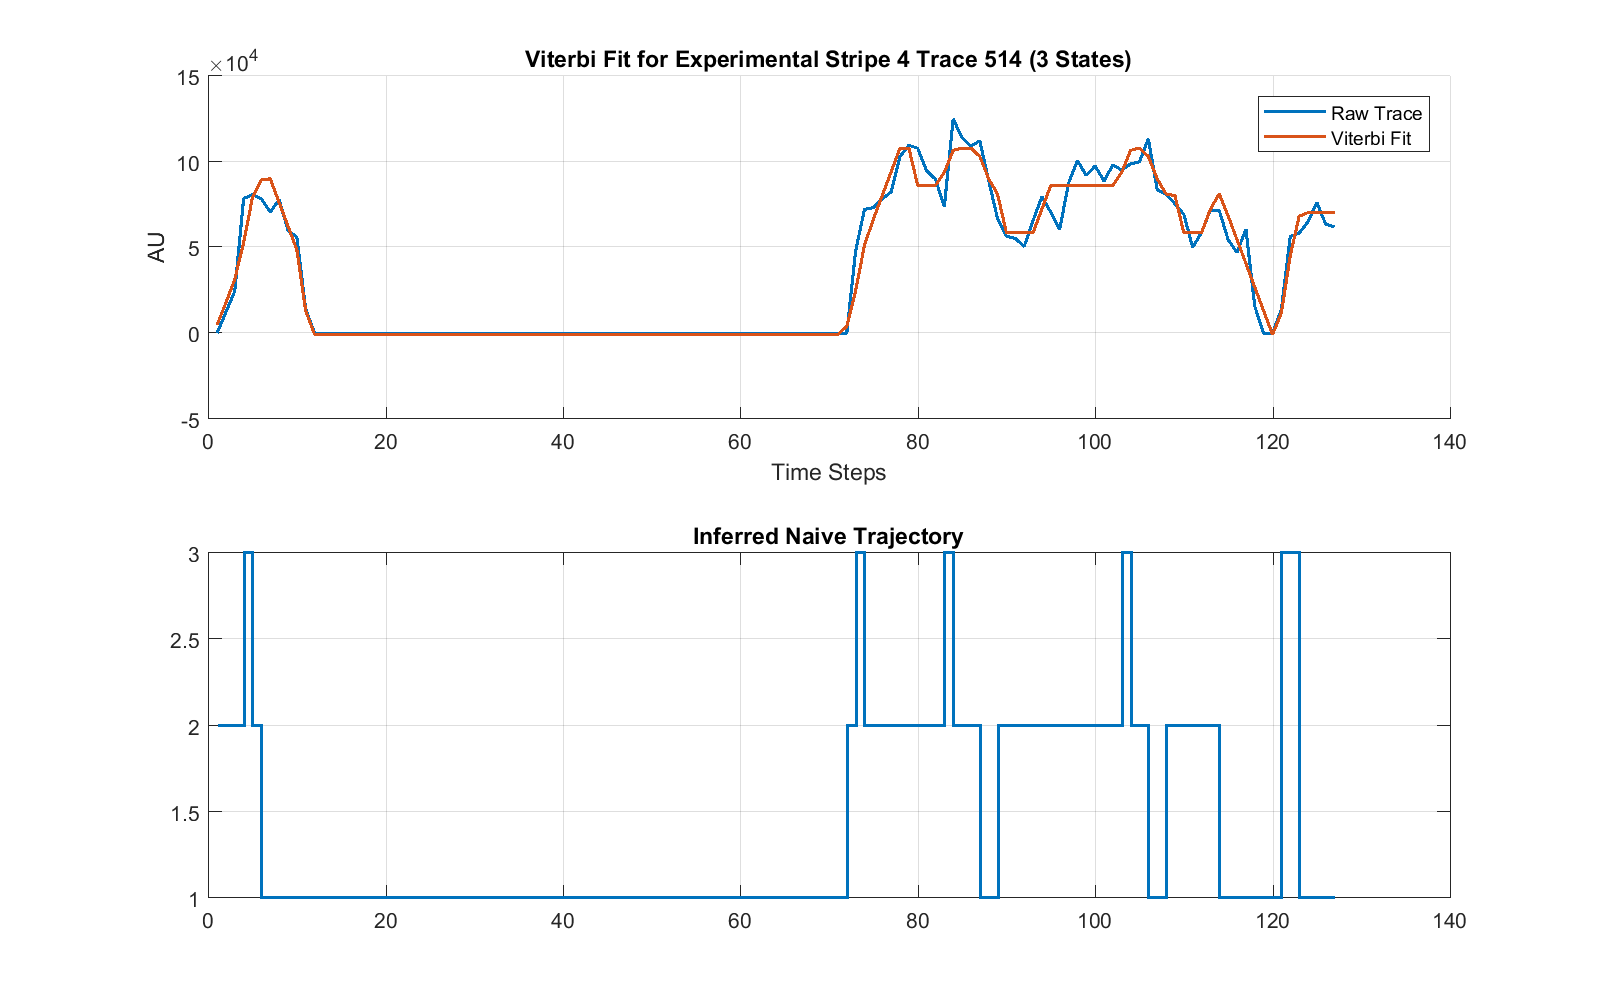 Viterbi Fit for Experimental Stripe 4 Trace 514 (3 States)
×10^4
15
10
5
0
-5
AU
Raw Trace
Viterbi Fit
0 20 40 60 80 100 120 140
Time Steps
Inferred Naive Trajectory
3
2.5
2
1.5
1
0 20 40 60 80 100 120 140